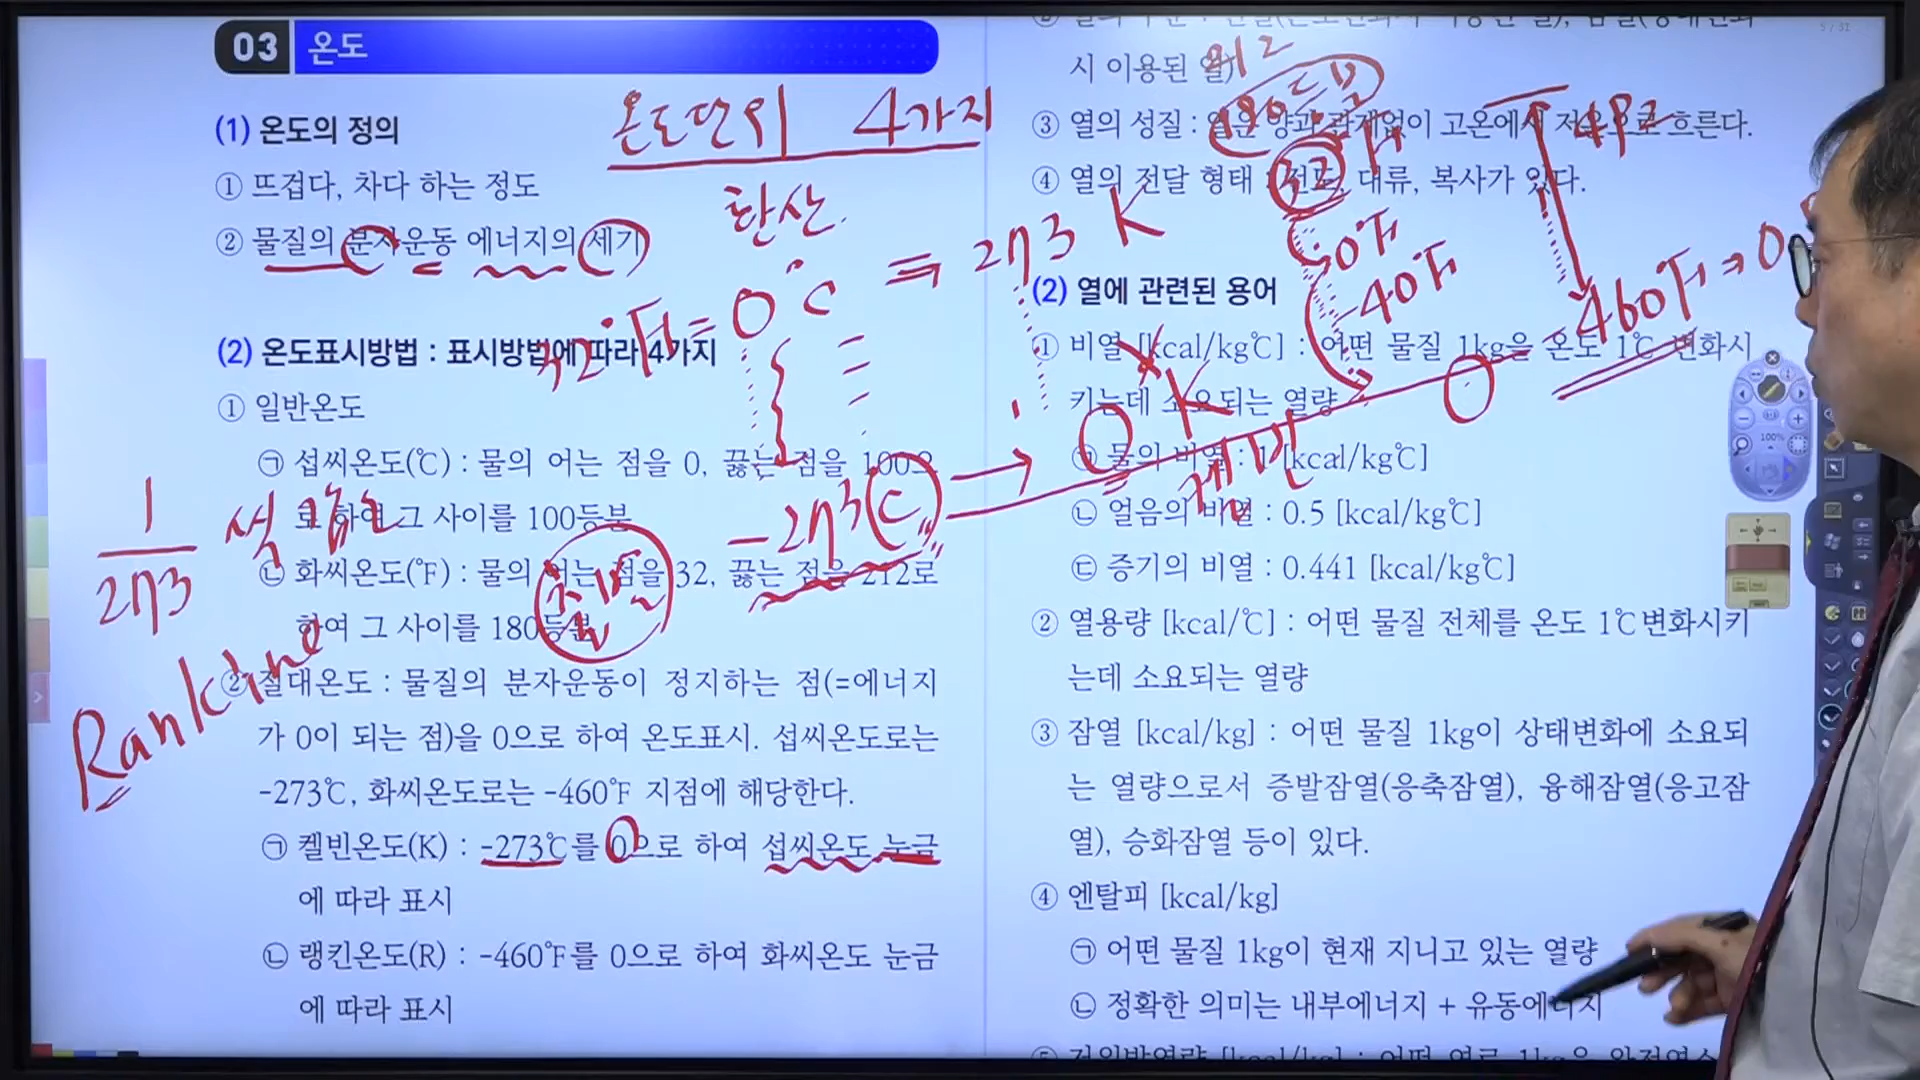 03 온도
(1) 온도의 정의
① 뜨겁다, 차다 하는 정도
② 물질의 분자운동 에너지의 세기
온도단위 4가지
환산
32°F = 0°C ⇒ 273 K
(2) 온도표시방법 : 표시방법에 따라 4가지
① 일반온도
㉠ 섭씨온도(℃) : 물의 어는 점을 0, 끓는 점을 100으
로 하여 그 사이를 100등분
㉡ 화씨온도(℉) : 물의 어는 점을 32, 끓는 점을 212로
하여 그 사이를 180등분
1
273
-273℃
Rankine
② 절대온도 : 물질의 분자운동이 정지하는 점(=에너지
가 0이 되는 점)을 0으로 하여 온도표시. 섭씨온도로는
-273℃, 화씨온도로는 -460℉ 지점에 해당한다.
㉠ 켈빈온도(K) : -273℃를 0으로 하여 섭씨온도 눈금
에 따라 표시
㉡ 랭킨온도(R) : -460℉를 0으로 하여 화씨온도 눈금
에 따라 표시
시 이용된 열)
212
③ 열의 성질 : 열은 양과 관계없이 고온에서 저온으로 흐른다.
492
④ 열의 전달 형태 : 전도, 대류, 복사가 있다.
32°F
0°F
-40°F
-460°F ⇒ 0
(2) 열에 관련된 용어
① 비열 [kcal/kg℃] : 어떤 물질 1kg을 온도 1℃ 변화시
키는데 소요되는 열량
0 K
켈빈
㉠ 물의 비열 : 1 [kcal/kg℃]
㉡ 얼음의 비열 : 0.5 [kcal/kg℃]
㉢ 증기의 비열 : 0.441 [kcal/kg℃]
② 열용량 [kcal/℃] : 어떤 물질 전체를 온도 1℃변화시키
는데 소요되는 열량
③ 잠열 [kcal/kg] : 어떤 물질 1kg이 상태변화에 소요되
는 열량으로서 증발잠열(응축잠열), 융해잠열(응고잠
열), 승화잠열 등이 있다.
④ 엔탈피 [kcal/kg]
㉠ 어떤 물질 1kg이 현재 지니고 있는 열량
㉡ 정확한 의미는 내부에너지 + 유동에너지
100%